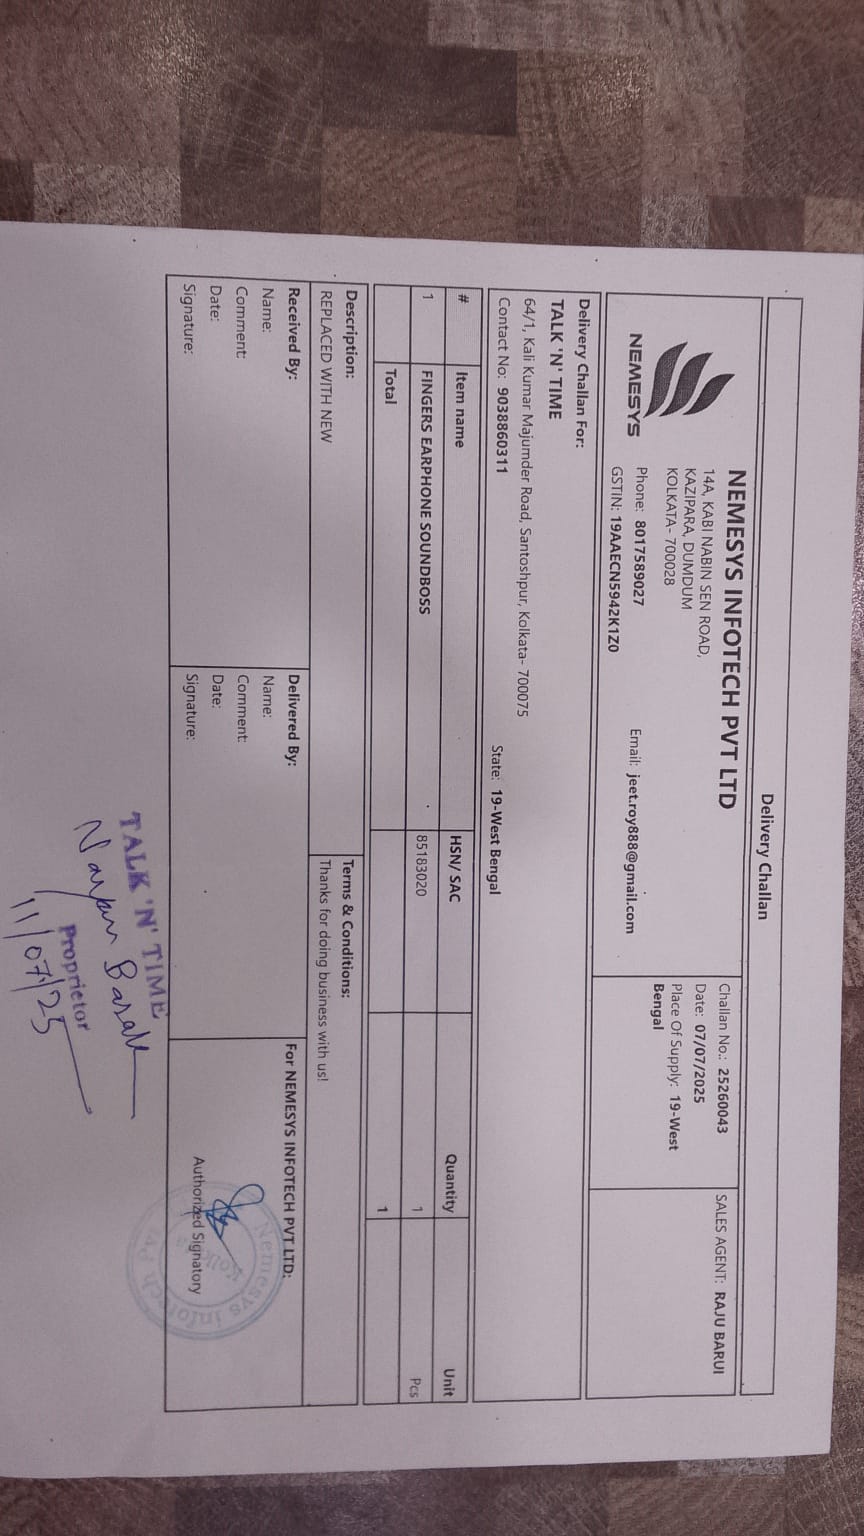 Delivery Challan
NEMESYS
NEMESYS INFOTECH PVT LTD
14A, KABI NABIN SEN ROAD,
KAZIPARA, DUMDUM
KOLKATA- 700028
Phone: 8017589027 Email: jeet.roy888@gmail.com
GSTIN: 19AAECN5942K1Z0
Challan No.: 25260043
Date: 07/07/2025
Place Of Supply: 19-West
Bengal
SALES AGENT: RAJU BARUI
Delivery Challan For:
TALK 'N' TIME
64/1, Kali Kumar Majumder Road, Santoshpur, Kolkata- 700075
Contact No: 9038860311 State: 19-West Bengal
# Item name HSN/ SAC Quantity Unit
1 FINGERS EARPHONE SOUNDBOSS 85183020 1 Pcs
Total 1
Description:
REPLACED WITH NEW
Terms & Conditions:
Thanks for doing business with us!
Received By:
Name:
Comment:
Date:
Signature:
Delivered By:
Name:
Comment:
Date:
Signature:
For NEMESYS INFOTECH PVT LTD:
Nemesys Infotech Pvt
Authorized Signatory
TALK 'N' TIME
Proprietor
11/07/25